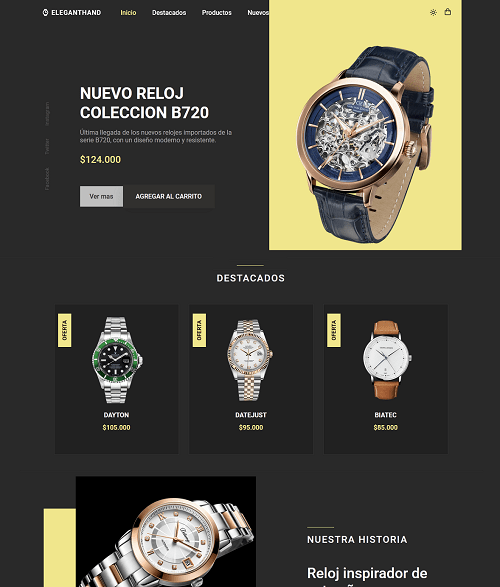 ELEGANTHAND
Inicio
Destacados
Productos
Nuevos
NUEVO RELOJ
COLECCION B720
Última llegada de los nuevos relojes importados de la
serie B720, con un diseño moderno y resistente.
$124.000
Ver mas
AGREGAR AL CARRITO
Instagram
Twitter
Facebook
DESTACADOS
OFERTA
DAYTON
$105.000
OFERTA
DATEJUST
$95.000
OFERTA
BIATEC
$85.000
NUESTRA HISTORIA
Reloj inspirador de